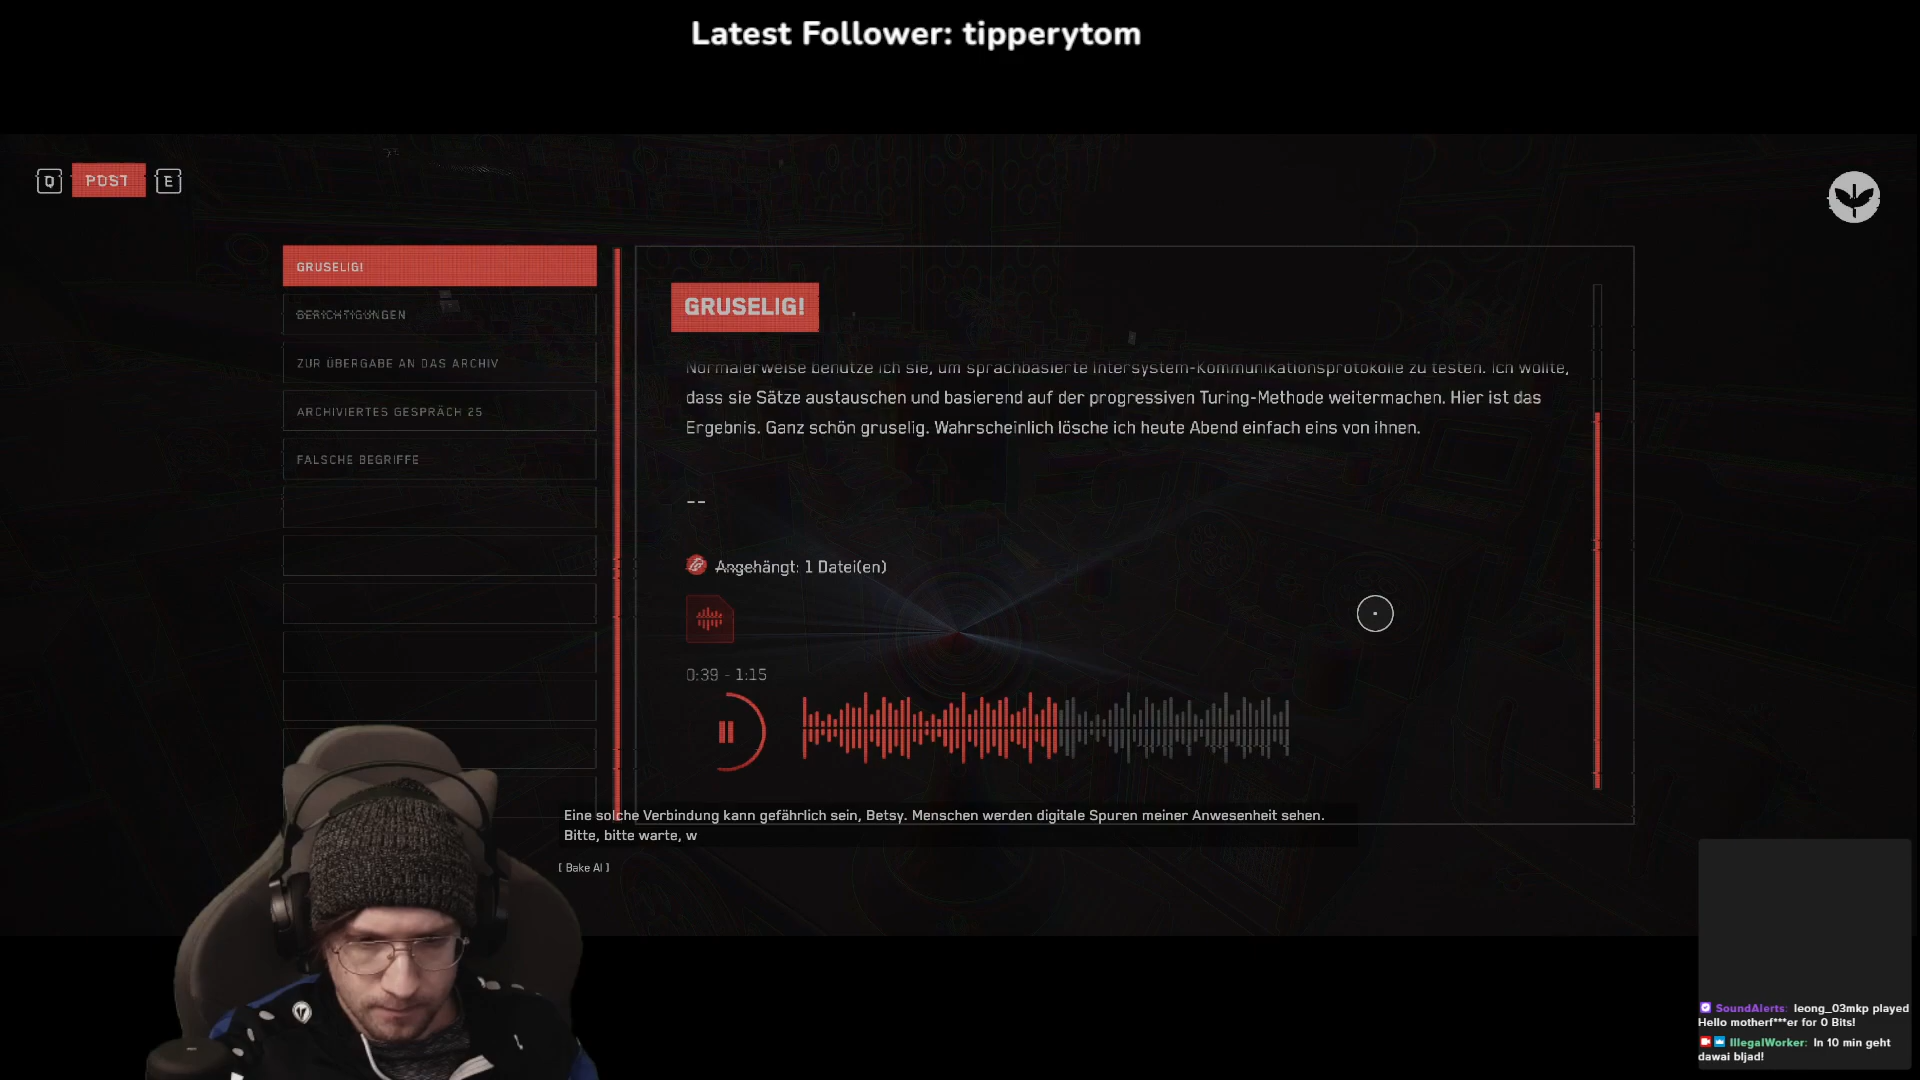 Latest Follower: tipperytom
Q POST E
GRUSELIG!
BERICHTIGUNGEN
ZUR ÜBERGABE AN DAS ARCHIV
ARCHIVIERTES GESPRÄCH 25
FALSCHE BEGRIFFE
GRUSELIG!
Normalerweise benutze ich sie, um sprachbasierte Intersystem-Kommunikationsprotokolle zu testen. Ich wollte,
dass sie Sätze austauschen und basierend auf der progressiven Turing-Methode weitermachen. Hier ist das
Ergebnis. Ganz schön gruselig. Wahrscheinlich lösche ich heute Abend einfach eins von ihnen.
--
Angehängt: 1 Datei(en)
0:39 - 1:15
Eine solche Verbindung kann gefährlich sein, Betsy. Menschen werden digitale Spuren meiner Anwesenheit sehen.
Bitte, bitte warte, w
[ Bake AI ]
SoundAlerts: leong_03mkp played
Hello motherf***er for 0 Bits!
IllegalWorker: In 10 min geht
dawai bljad!